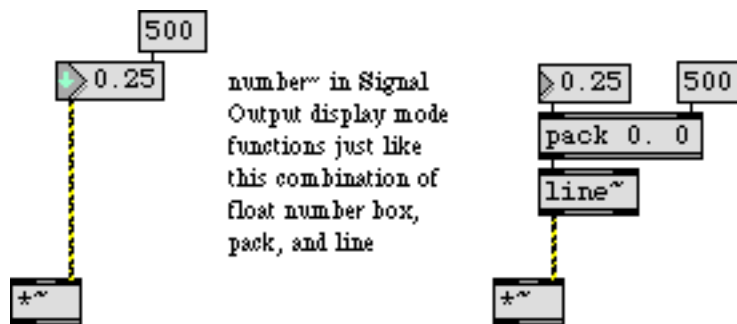 500
0.25
*~
number~ in Signal
Output display mode
functions just like
this combination of
float number box,
pack, and line
0.25
500
pack 0. 0
line~
*~